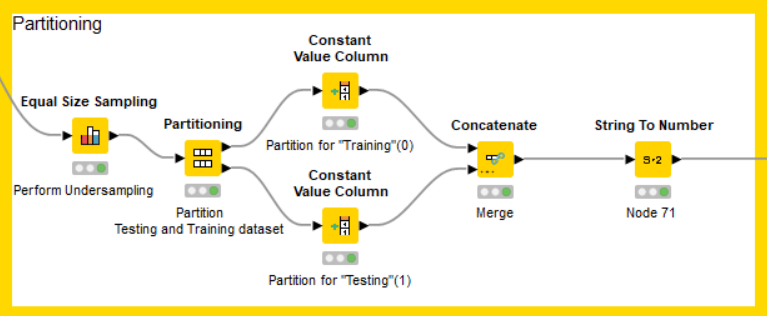 Partitioning
Constant
Value Column
Equal Size Sampling
Partitioning
Partition for "Training"(0)
Concatenate
String To Number
S·2
Perform Undersampling
Constant
Value Column
Partition
Testing and Training dataset
Merge
Node 71
Partition for "Testing"(1)